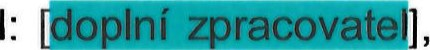 : [doplní zpracovatel],